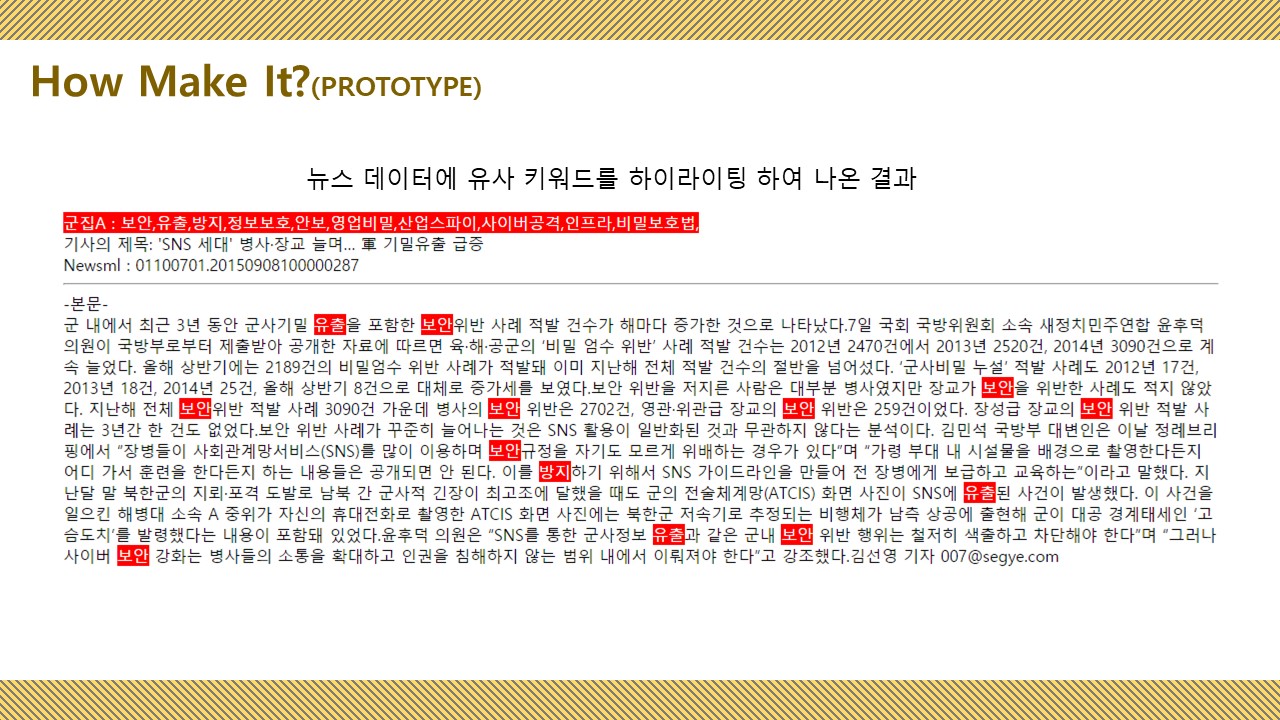 How Make It?(PROTOTYPE)
뉴스 데이터에 유사 키워드를 하이라이팅 하여 나온 결과
군집A : 보안,유출,방지,정보보호,안보,영업비밀,산업스파이,사이버공격,인프라,비밀보호법,
기사의 제목: 'SNS 세대' 병사·장교 늘며... 軍 기밀유출 급증
Newsml : 01100701.20150908100000287
-본문-
군 내에서 최근 3년 동안 군사기밀 유출을 포함한 보안위반 사례 적발 건수가 해마다 증가한 것으로 나타났다.7일 국회 국방위원회 소속 새정치민주연합 윤후덕
의원이 국방부로부터 제출받아 공개한 자료에 따르면 육·해·공군의 ‘비밀 엄수 위반’ 사례 적발 건수는 2012년 2470건에서 2013년 2520건, 2014년 3090건으로 계
속 늘었다. 올해 상반기에는 2189건의 비밀엄수 위반 사례가 적발돼 이미 지난해 전체 적발 건수의 절반을 넘어섰다. ‘군사비밀 누설’ 적발 사례도 2012년 17건,
2013년 18건, 2014년 25건, 올해 상반기 8건으로 대체로 증가세를 보였다.보안 위반을 저지른 사람은 대부분 병사였지만 장교가 보안을 위반한 사례도 적지 않았
다. 지난해 전체 보안위반 적발 사례 3090건 가운데 병사의 보안 위반은 2702건, 영관·위관급 장교의 보안 위반은 259건이었다. 장성급 장교의 보안 위반 적발 사
례는 3년간 한 건도 없었다.보안 위반 사례가 꾸준히 늘어나는 것은 SNS 활용이 일반화된 것과 무관하지 않다는 분석이다. 김민석 국방부 대변인은 이날 정례브리
핑에서 “장병들이 사회관계망서비스(SNS)를 많이 이용하며 보안규정을 자기도 모르게 위배하는 경우가 있다”며 “가령 부대 내 시설물을 배경으로 촬영한다든지
어디 가서 훈련을 한다든지 하는 내용들은 공개되면 안 된다. 이를 방지하기 위해서 SNS 가이드라인을 만들어 전 장병에게 보급하고 교육하는”이라고 말했다. 지
난달 말 북한군의 지뢰·포격 도발로 남북 간 군사적 긴장이 최고조에 달했을 때도 군의 전술체계망(ATCIS) 화면 사진이 SNS에 유출된 사건이 발생했다. 이 사건을
일으킨 해병대 소속 A 중위가 자신의 휴대전화로 촬영한 ATCIS 화면 사진에는 북한군 저속기로 추정되는 비행체가 남측 상공에 출현해 군이 대공 경계태세인 ‘고
슴도치’를 발령했다는 내용이 포함돼 있었다.윤후덕 의원은 “SNS를 통한 군사정보 유출과 같은 군내 보안 위반 행위는 철저히 색출하고 차단해야 한다”며 “그러나
사이버 보안 강화는 병사들의 소통을 확대하고 인권을 침해하지 않는 범위 내에서 이뤄져야 한다”고 강조했다.김선영 기자 007@segye.com